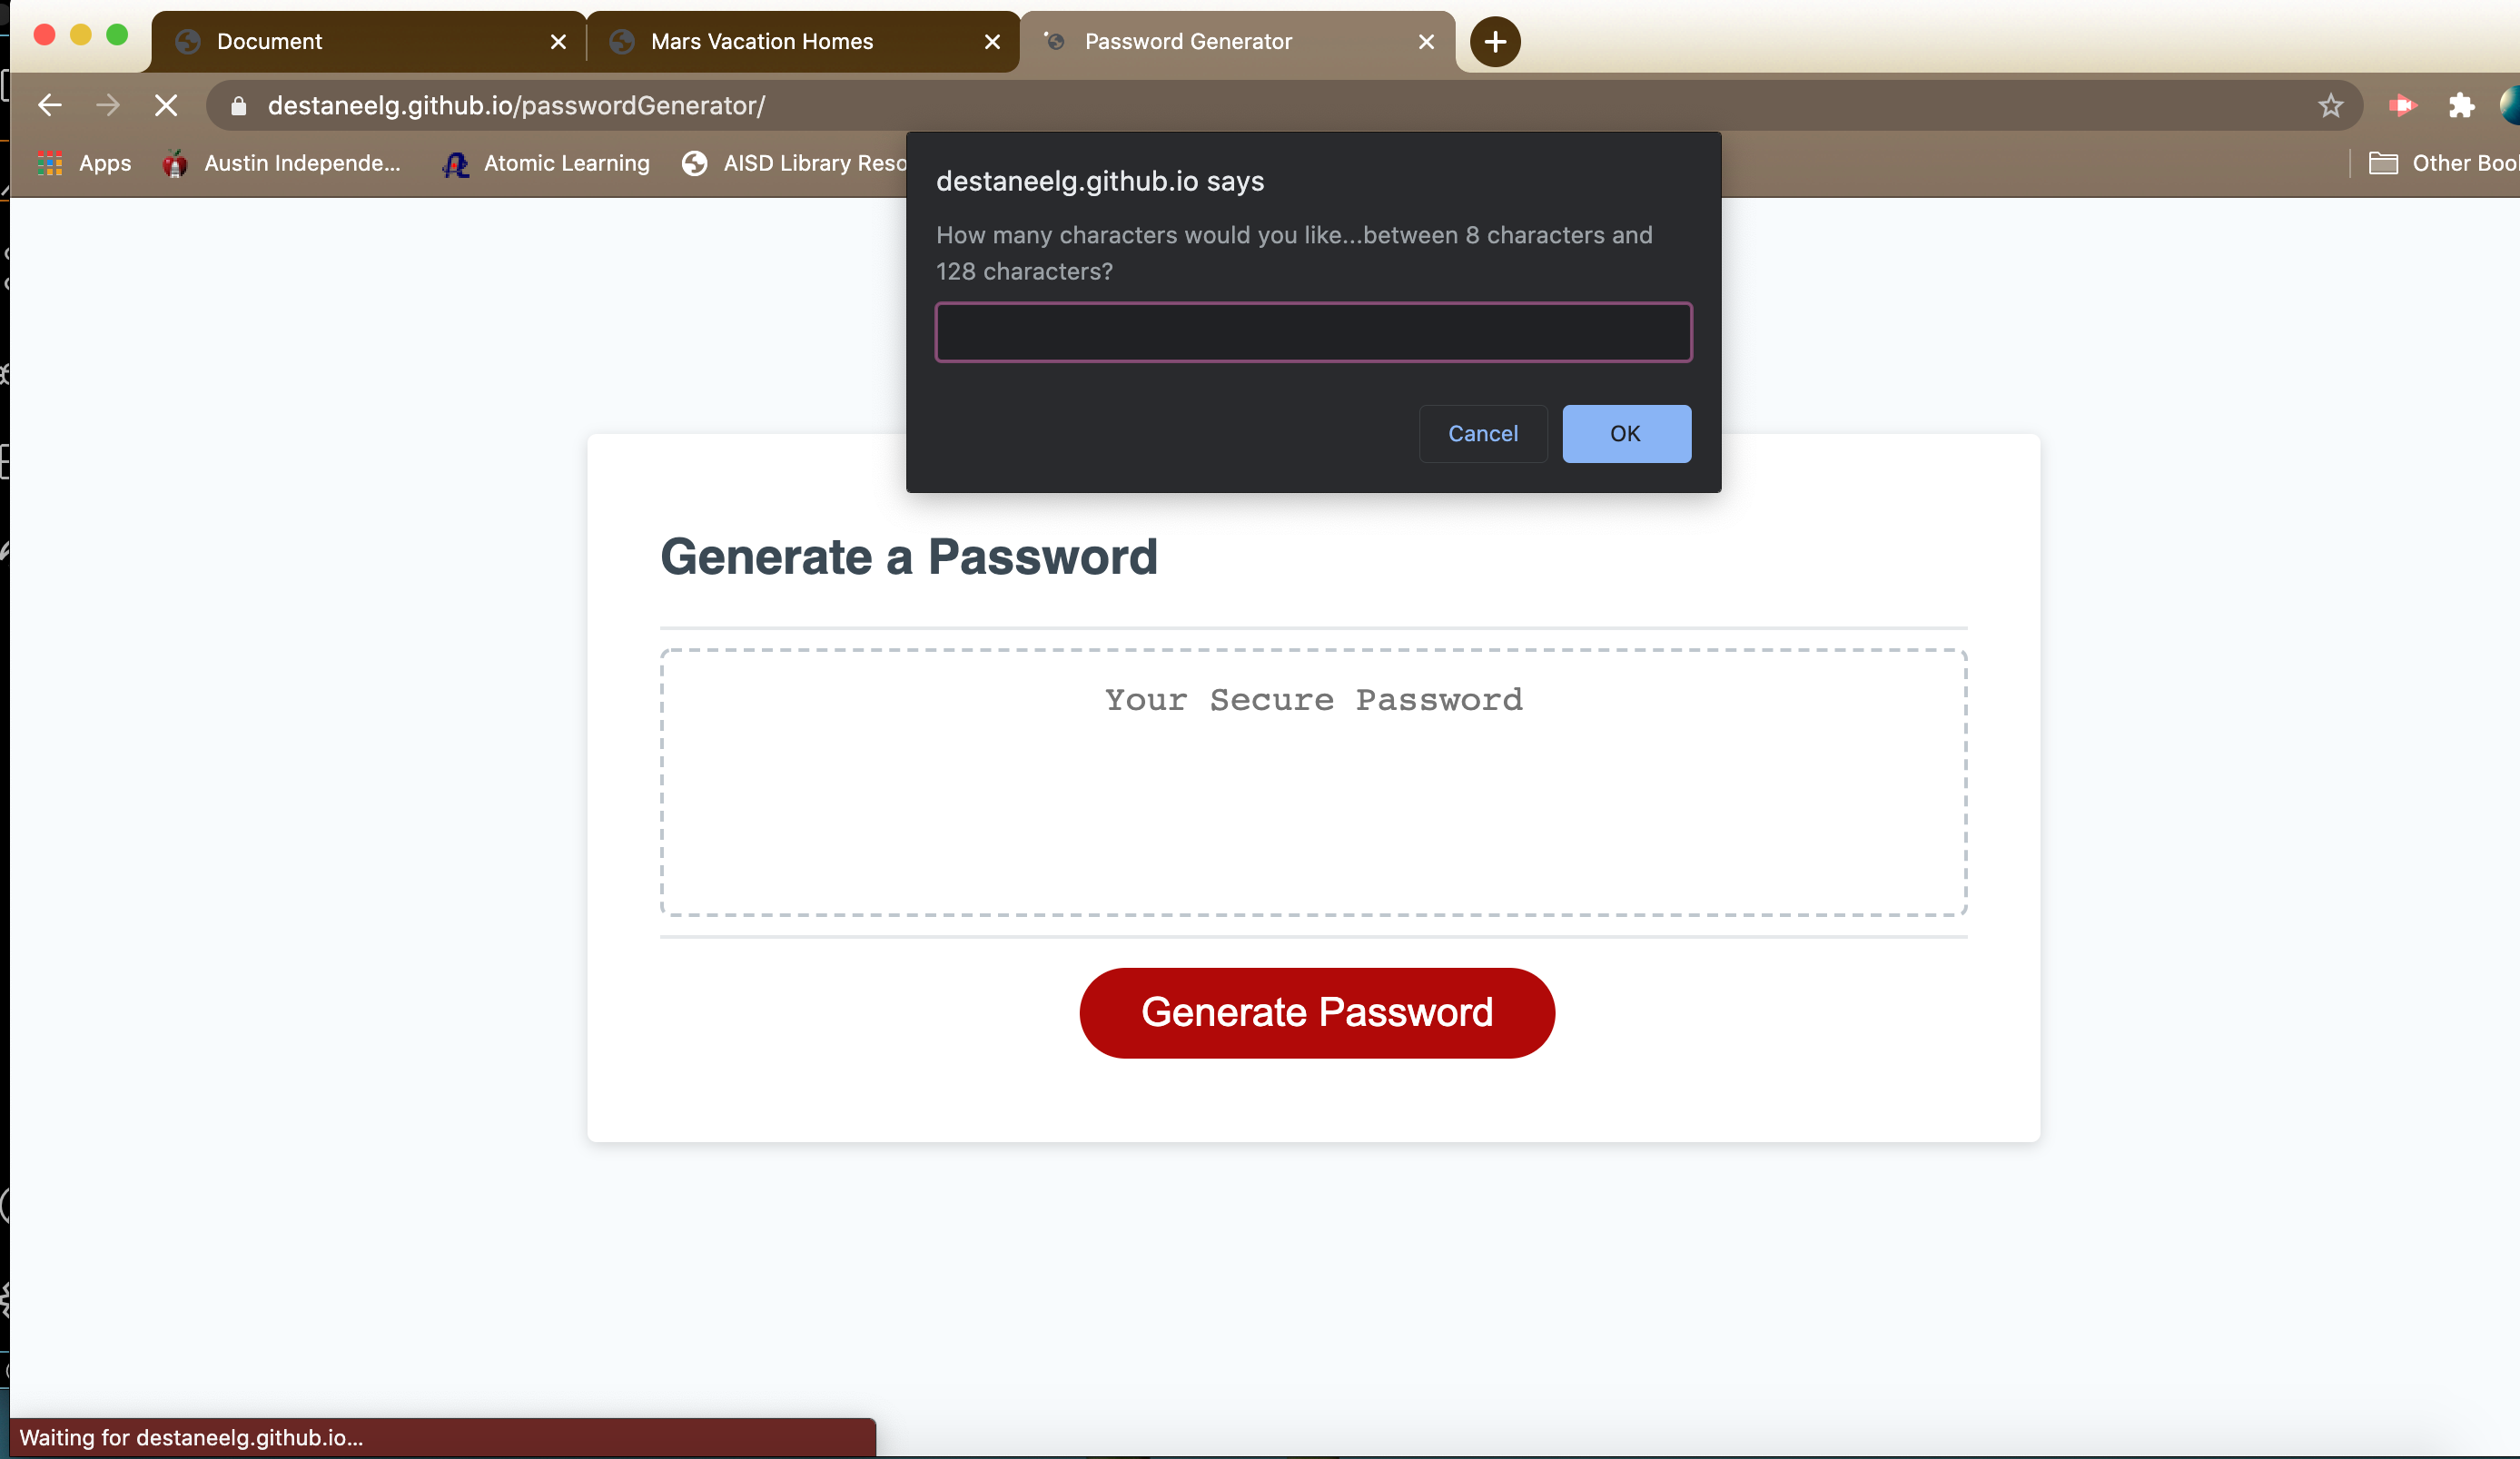 Document
Mars Vacation Homes
Password Generator
destaneelg.github.io/passwordGenerator/
Apps
Austin Independe...
Atomic Learning
AISD Library Reso
Other Boo
destaneelg.github.io says
How many characters would you like...between 8 characters and
128 characters?
Cancel
OK
Generate a Password
Your Secure Password
Generate Password
Waiting for destaneelg.github.io...